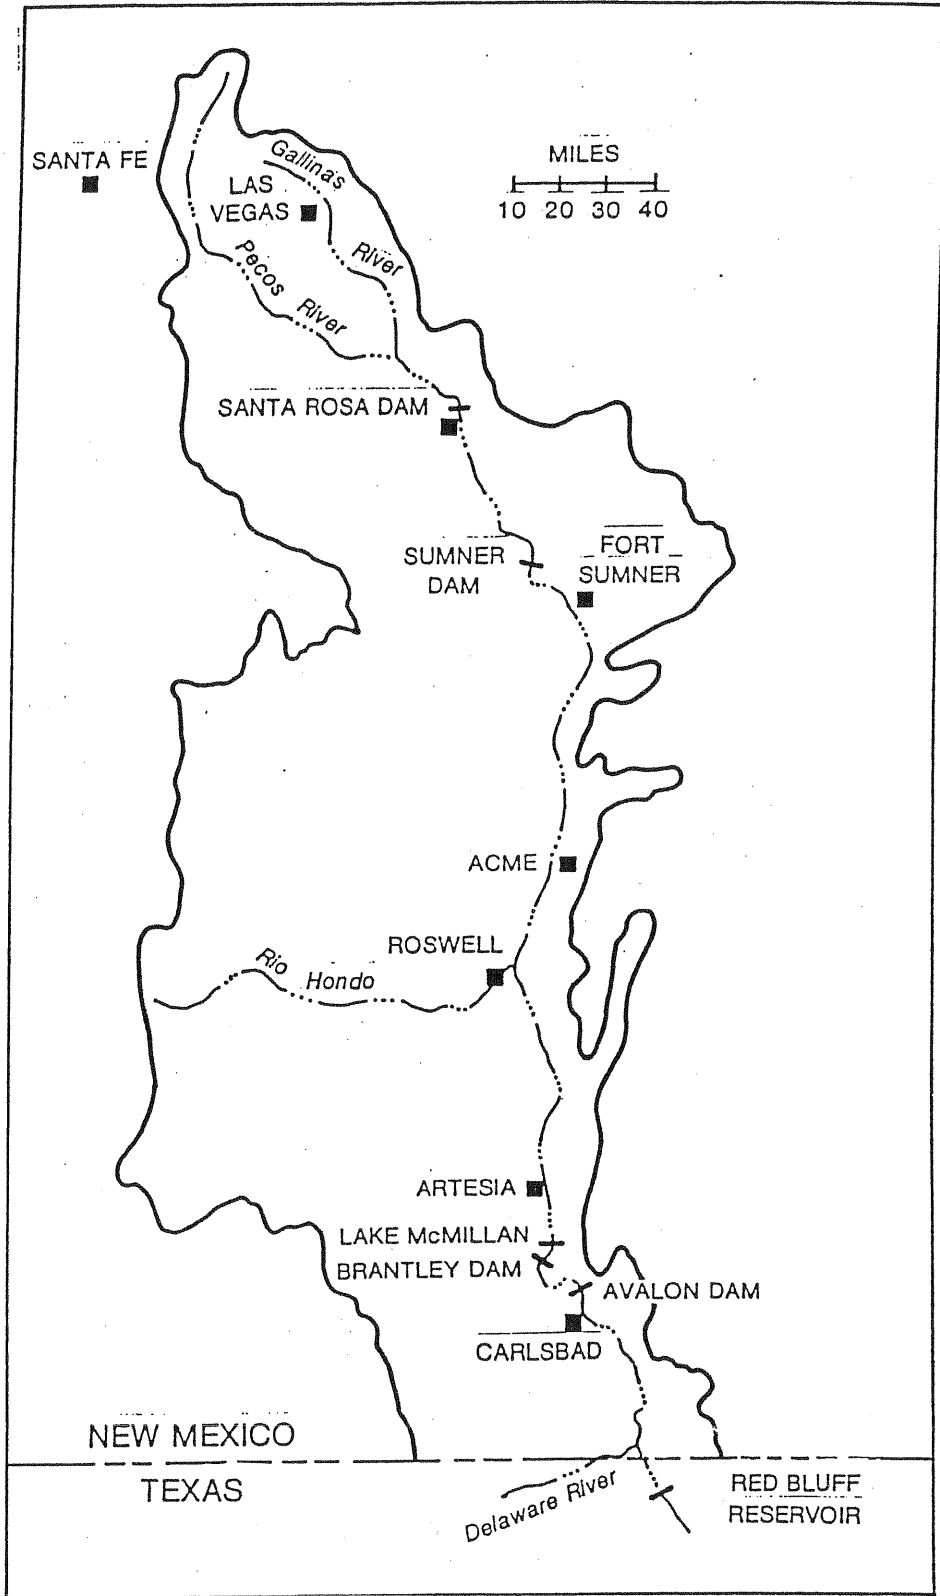 SANTA FE
Gallinas
River
MILES
10 20 30 40
LAS
VEGAS
Pecos
River
SANTA ROSA DAM
SUMNER
DAM
FORT
SUMNER
ACME
ROSWELL
Rio
Hondo
ARTESIA
LAKE McMILLAN
BRANTLEY DAM
AVALON DAM
CARLSBAD
NEW MEXICO
TEXAS
Delaware River
RED BLUFF
RESERVOIR